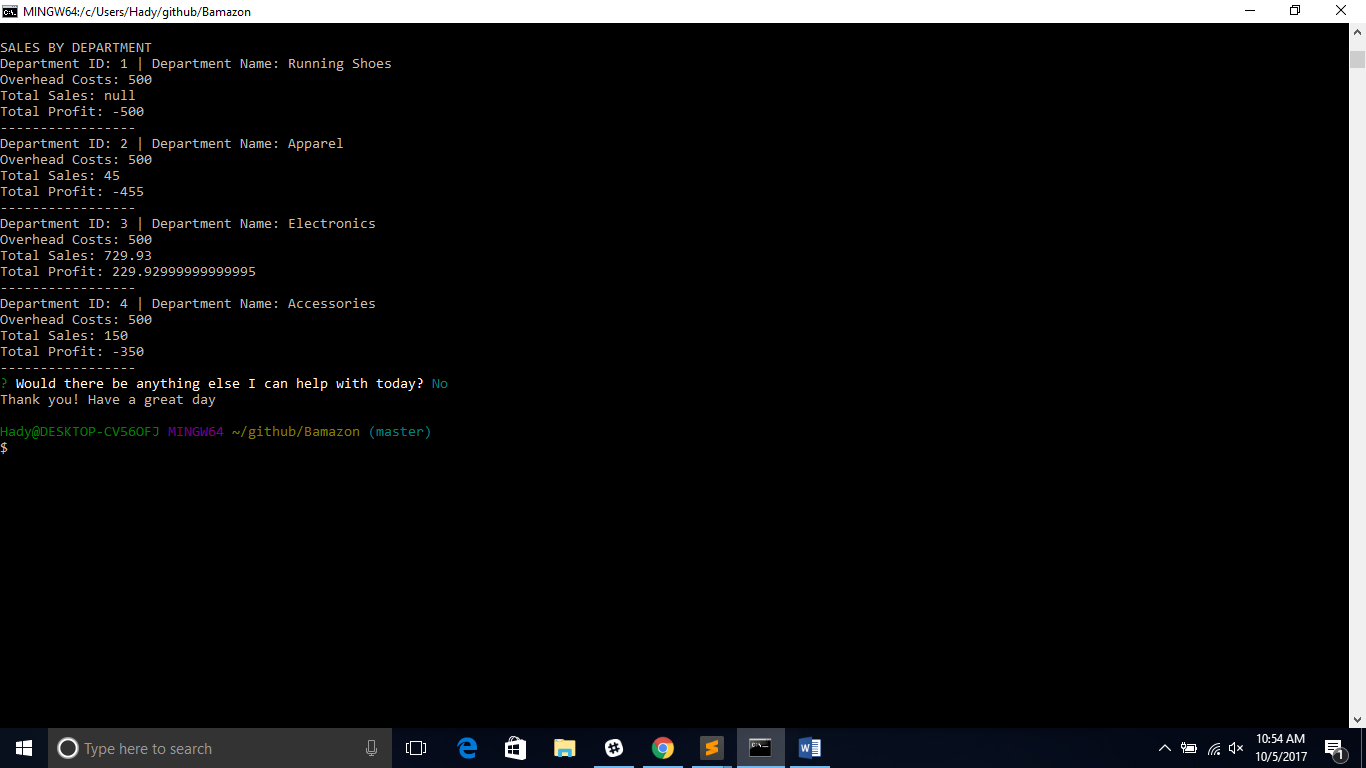 MINGW64:/c/Users/Hady/github/Bamazon
SALES BY DEPARTMENT
Department ID: 1 | Department Name: Running Shoes
Overhead Costs: 500
Total Sales: null
Total Profit: -500
-----------------
Department ID: 2 | Department Name: Apparel
Overhead Costs: 500
Total Sales: 45
Total Profit: -455
-----------------
Department ID: 3 | Department Name: Electronics
Overhead Costs: 500
Total Sales: 729.93
Total Profit: 229.92999999999995
-----------------
Department ID: 4 | Department Name: Accessories
Overhead Costs: 500
Total Sales: 150
Total Profit: -350
-----------------
? Would there be anything else I can help with today? No
Thank you! Have a great day
Hady@DESKTOP-CV56OFJ MINGW64 ~/github/Bamazon (master)
$
Type here to search
10:54 AM
10/5/2017
1